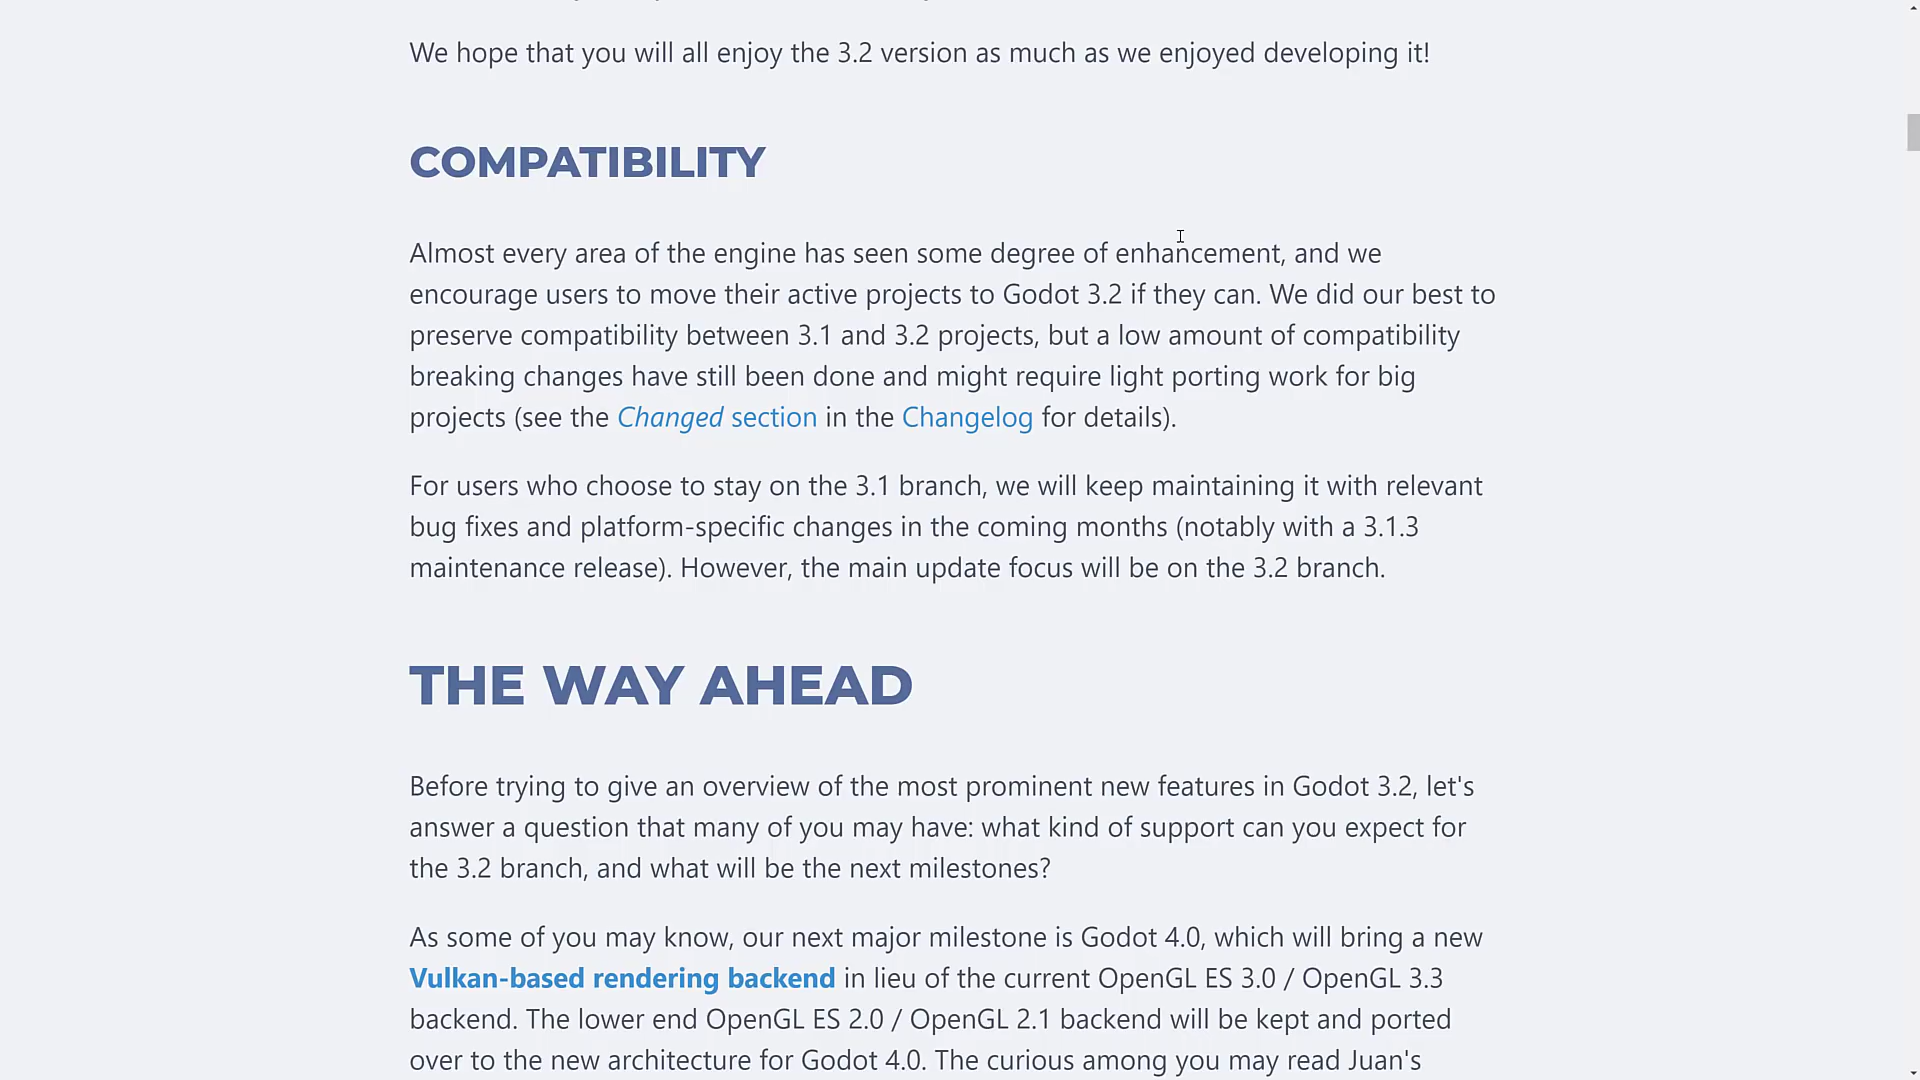 We hope that you will all enjoy the 3.2 version as much as we enjoyed developing it!
COMPATIBILITY
Almost every area of the engine has seen some degree of enhancement, and we
encourage users to move their active projects to Godot 3.2 if they can. We did our best to
preserve compatibility between 3.1 and 3.2 projects, but a low amount of compatibility
breaking changes have still been done and might require light porting work for big
projects (see the Changed section in the Changelog for details).
For users who choose to stay on the 3.1 branch, we will keep maintaining it with relevant
bug fixes and platform-specific changes in the coming months (notably with a 3.1.3
maintenance release). However, the main update focus will be on the 3.2 branch.
THE WAY AHEAD
Before trying to give an overview of the most prominent new features in Godot 3.2, let's
answer a question that many of you may have: what kind of support can you expect for
the 3.2 branch, and what will be the next milestones?
As some of you may know, our next major milestone is Godot 4.0, which will bring a new
Vulkan-based rendering backend in lieu of the current OpenGL ES 3.0 / OpenGL 3.3
backend. The lower end OpenGL ES 2.0 / OpenGL 2.1 backend will be kept and ported
over to the new architecture for Godot 4.0. The curious among you may read Juan's